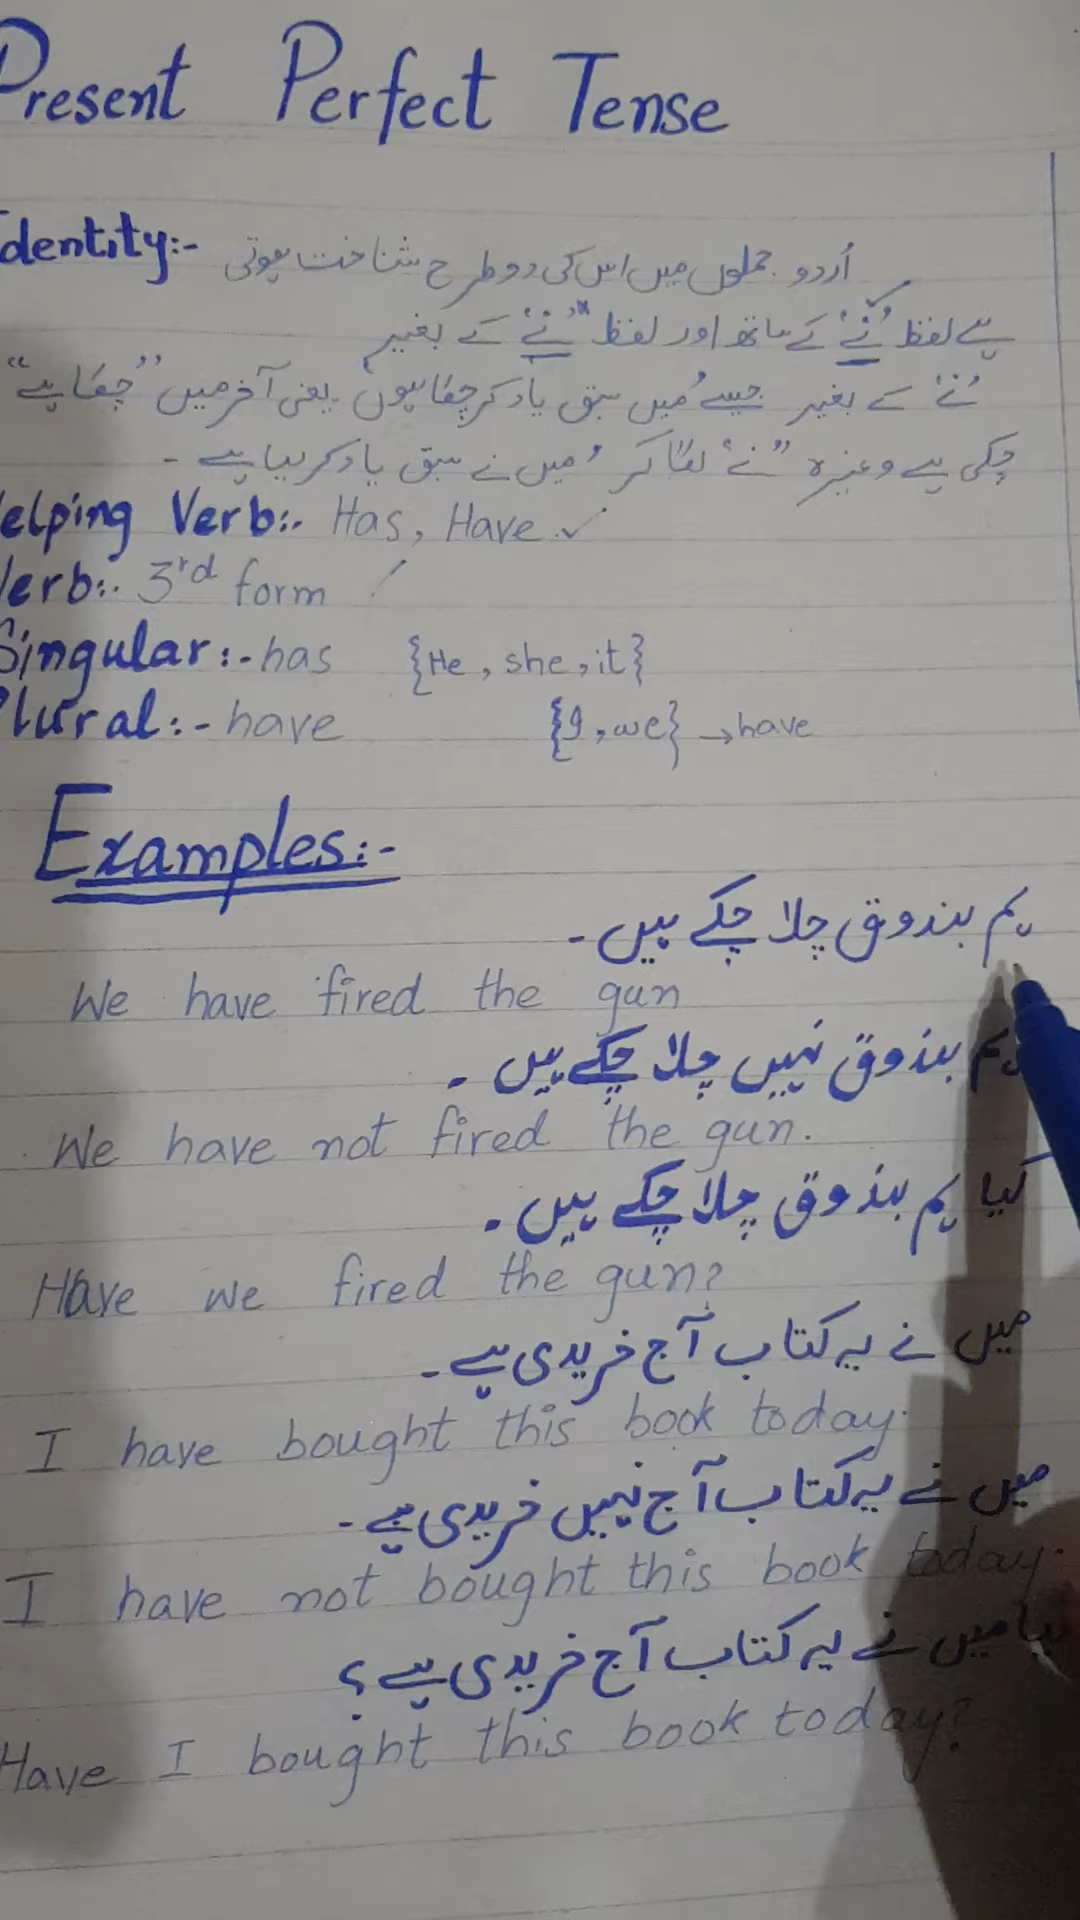 Present Perfect Tense
Identity:- اُردو جملوں میں اس کی دو طرح شناخت ہوتی
ہے لفظ "نے" کے ساتھ اور لفظ "نے" کے بغیر
"نے" کے بغیر جیسے میں سبق یاد کر چکا ہوں یعنی آخر میں "چکا ہے"
چکی ہے وغیرہ "نے" لگا کر "میں نے سبق یاد کر لیا ہے۔
Helping Verb:- Has, Have ✓
Verb:- 3rd form
Singular:- has {He, she, it}
Plural:- have {I, we} → have
Examples:-
ہم بندوق چلا چکے ہیں۔
We have fired the gun
ہم بندوق نہیں چلا چکے ہیں۔
We have not fired the gun.
کیا ہم بندوق چلا چکے ہیں۔
Have we fired the gun?
میں نے یہ کتاب آج خریدی ہے۔
I have bought this book today.
میں نے یہ کتاب آج نہیں خریدی ہے۔
I have not bought this book today.
کیا میں نے یہ کتاب آج خریدی ہے؟
Have I bought this book today?